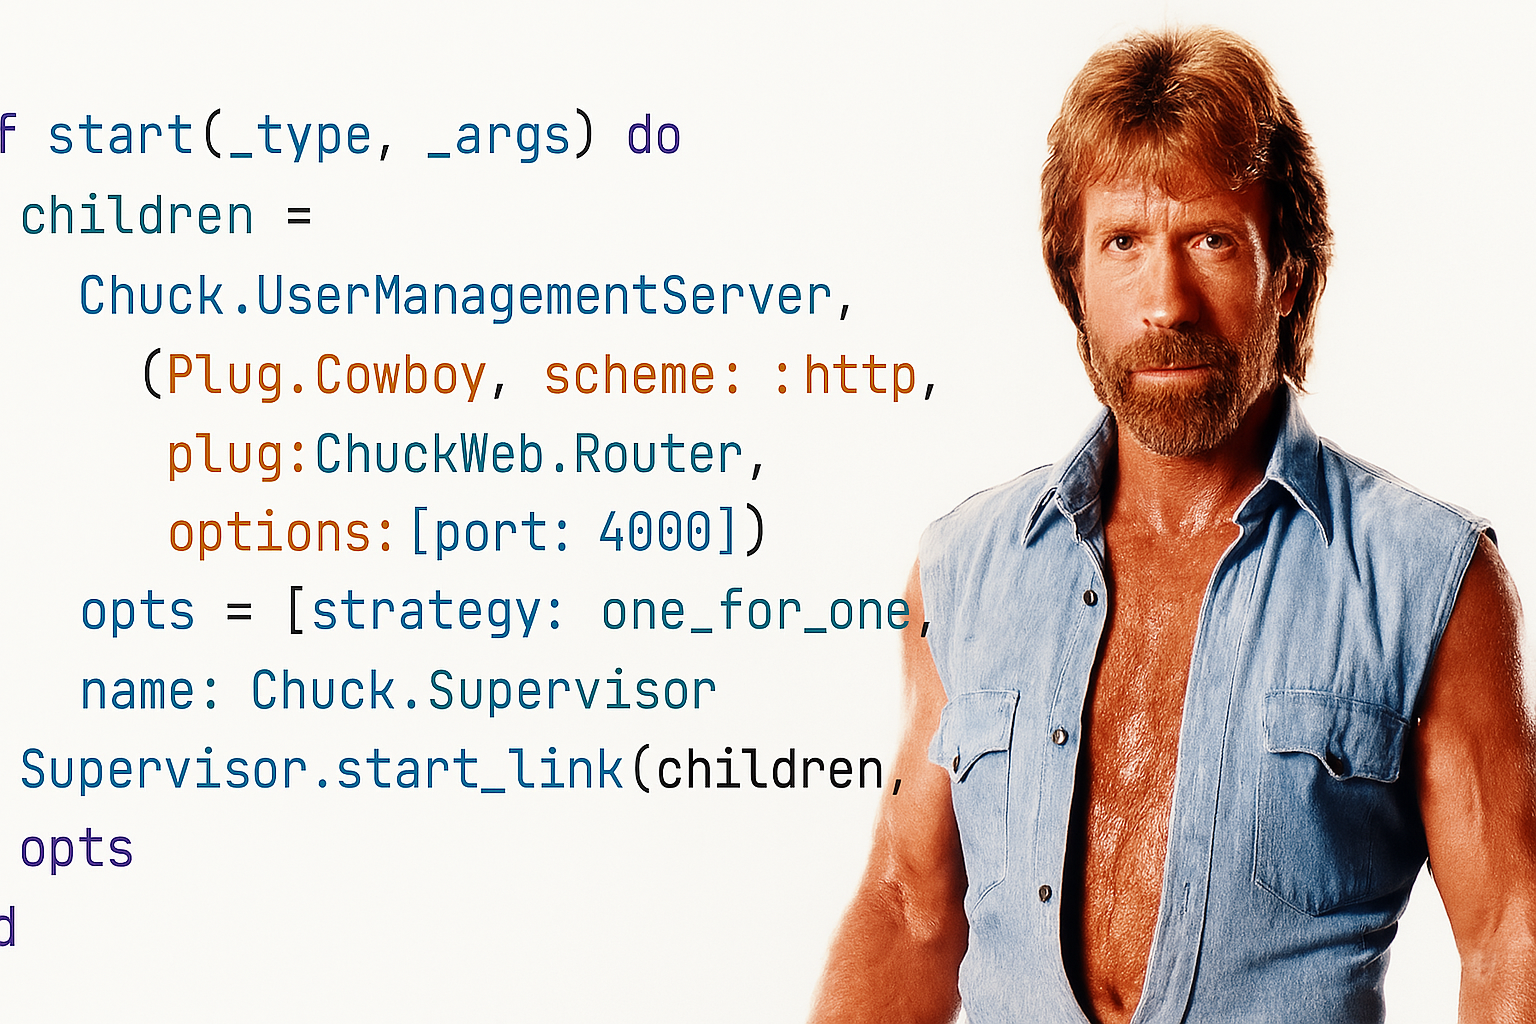 f start(_type, _args) do
children =
Chuck.UserManagementServer,
(Plug.Cowboy, scheme: :http,
plug:ChuckWeb.Router,
options:[port: 4000])
opts = [strategy: one_for_one,
name: Chuck.Supervisor
Supervisor.start_link(children,
opts
d